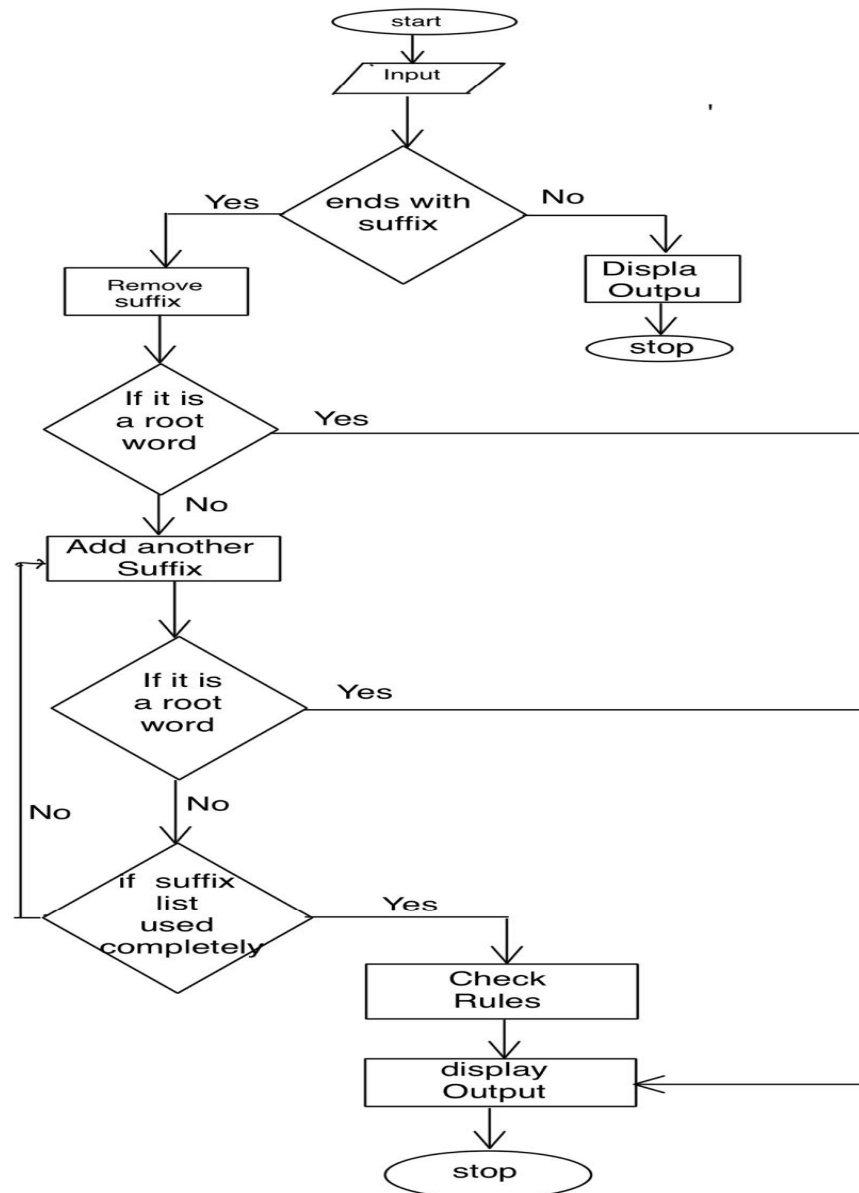 start
Input
Yes
ends with
suffix
No
Remove
suffix
Displa
Outpu
stop
If it is
a root
word
Yes
No
Add another
Suffix
If it is
a root
word
Yes
No
No
if suffix
list
used
completely
Yes
Check
Rules
display
Output
stop